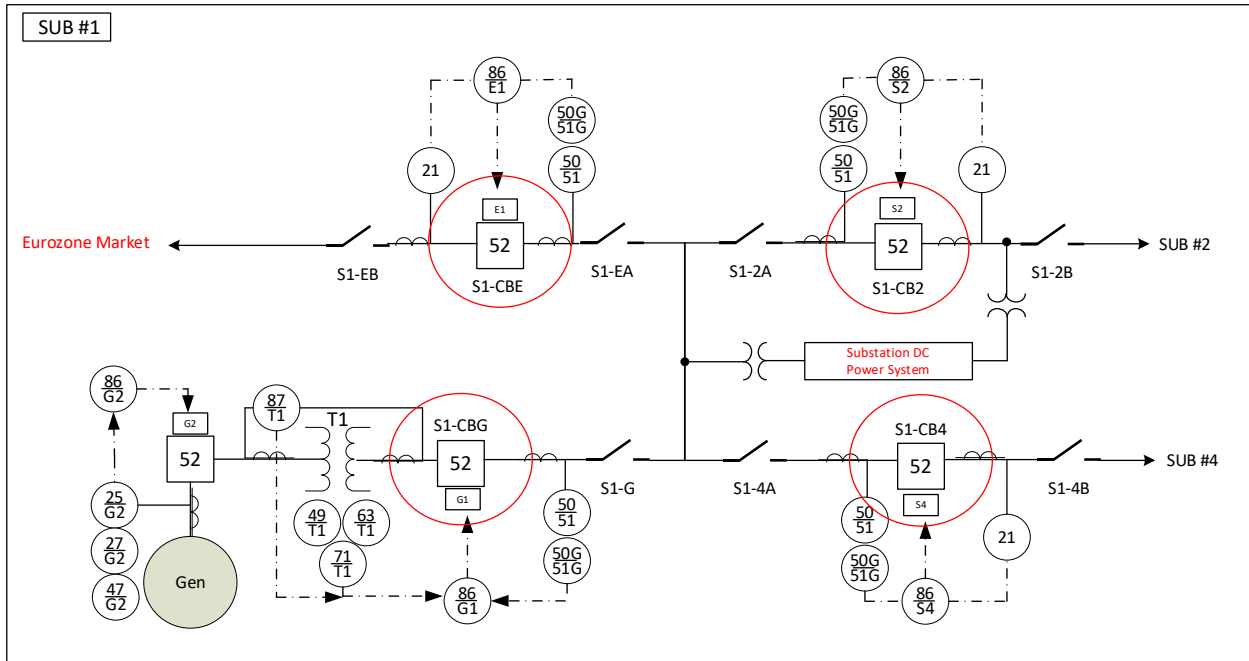 SUB #1
86
E1
86
S2
50G
51G
50G
51G
21
50
51
50
51
21
E1
S2
Eurozone Market
52
52
SUB #2
S1-EB
S1-CBE
S1-EA
S1-2A
S1-CB2
S1-2B
Substation DC
Power System
86
G2
87
T1
T1
G2
S1-CBG
S1-CB4
52
52
52
SUB #4
G1
S1-G
S1-4A
S4
S1-4B
25
G2
49
T1
63
T1
50
51
50
51
21
27
G2
71
T1
50G
51G
50G
51G
Gen
47
G2
86
G1
86
S4